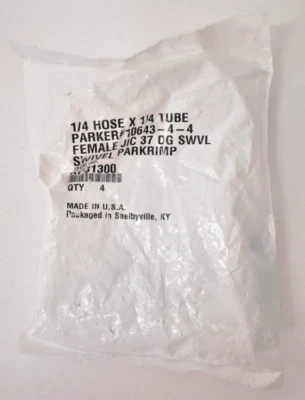 1/4 HOSE X 1/4 TUBE
PARKER#10643-4-4
FEMALE JIC 37 DG SWVL
SWIVEL PARKRIMP
31300
QTY 4
MADE IN U.S.A.
Packaged in Shelbyville, KY